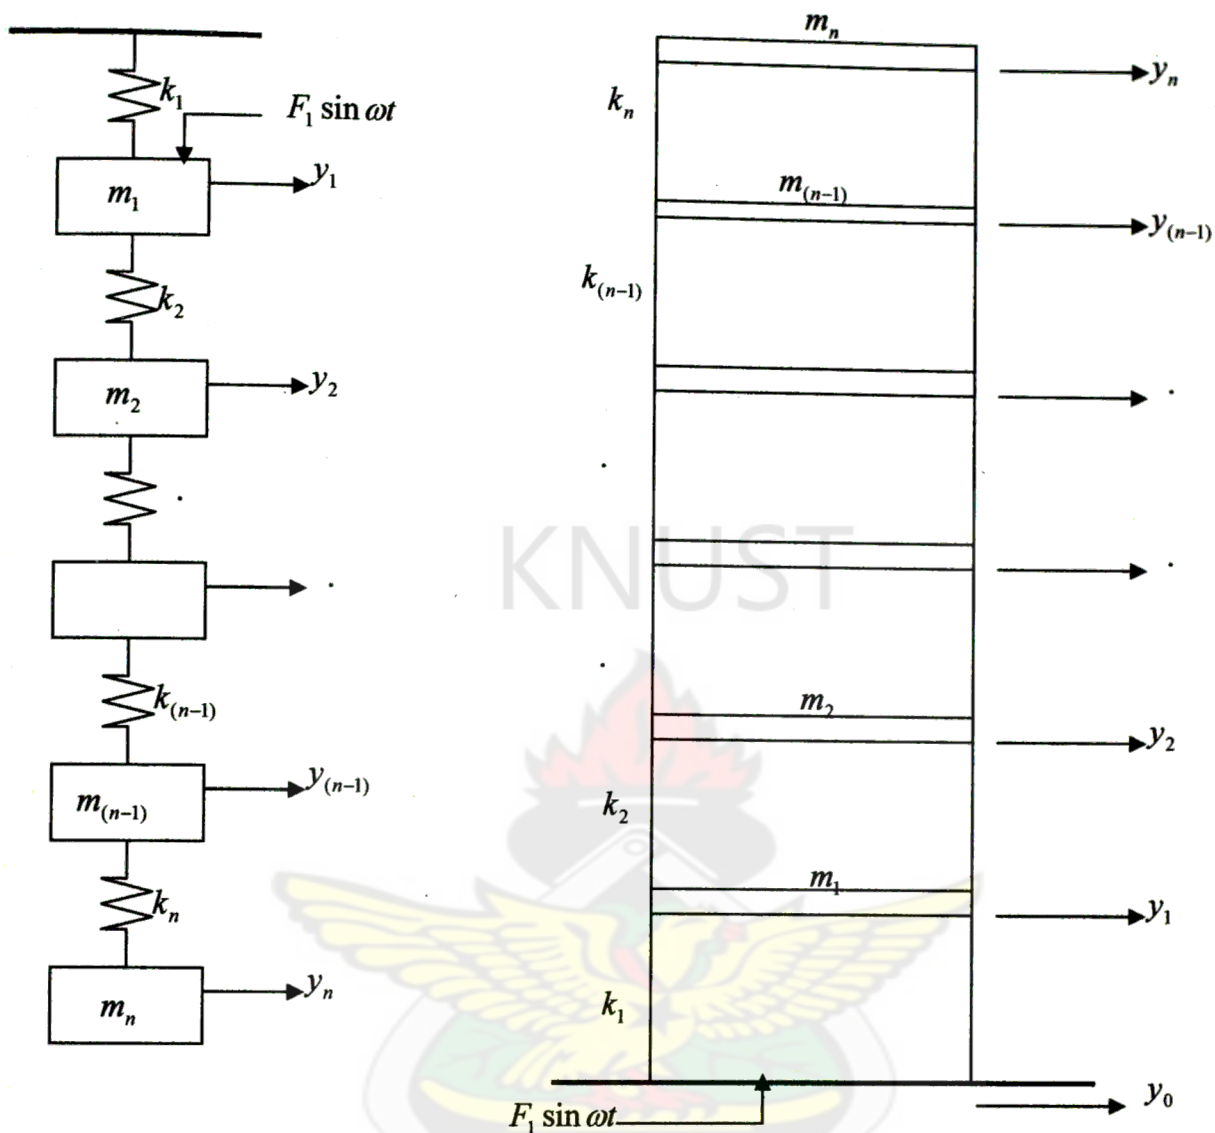 k₁
F₁ sin ωt
m₁
y₁
k₂
m₂
y₂
k₍ₙ₋₁₎
m₍ₙ₋₁₎
y₍ₙ₋₁₎
kₙ
mₙ
yₙ
mₙ
yₙ
kₙ
m₍ₙ₋₁₎
y₍ₙ₋₁₎
k₍ₙ₋₁₎
KNUST
m₂
y₂
k₂
m₁
y₁
k₁
y₀
F₁ sin ωt